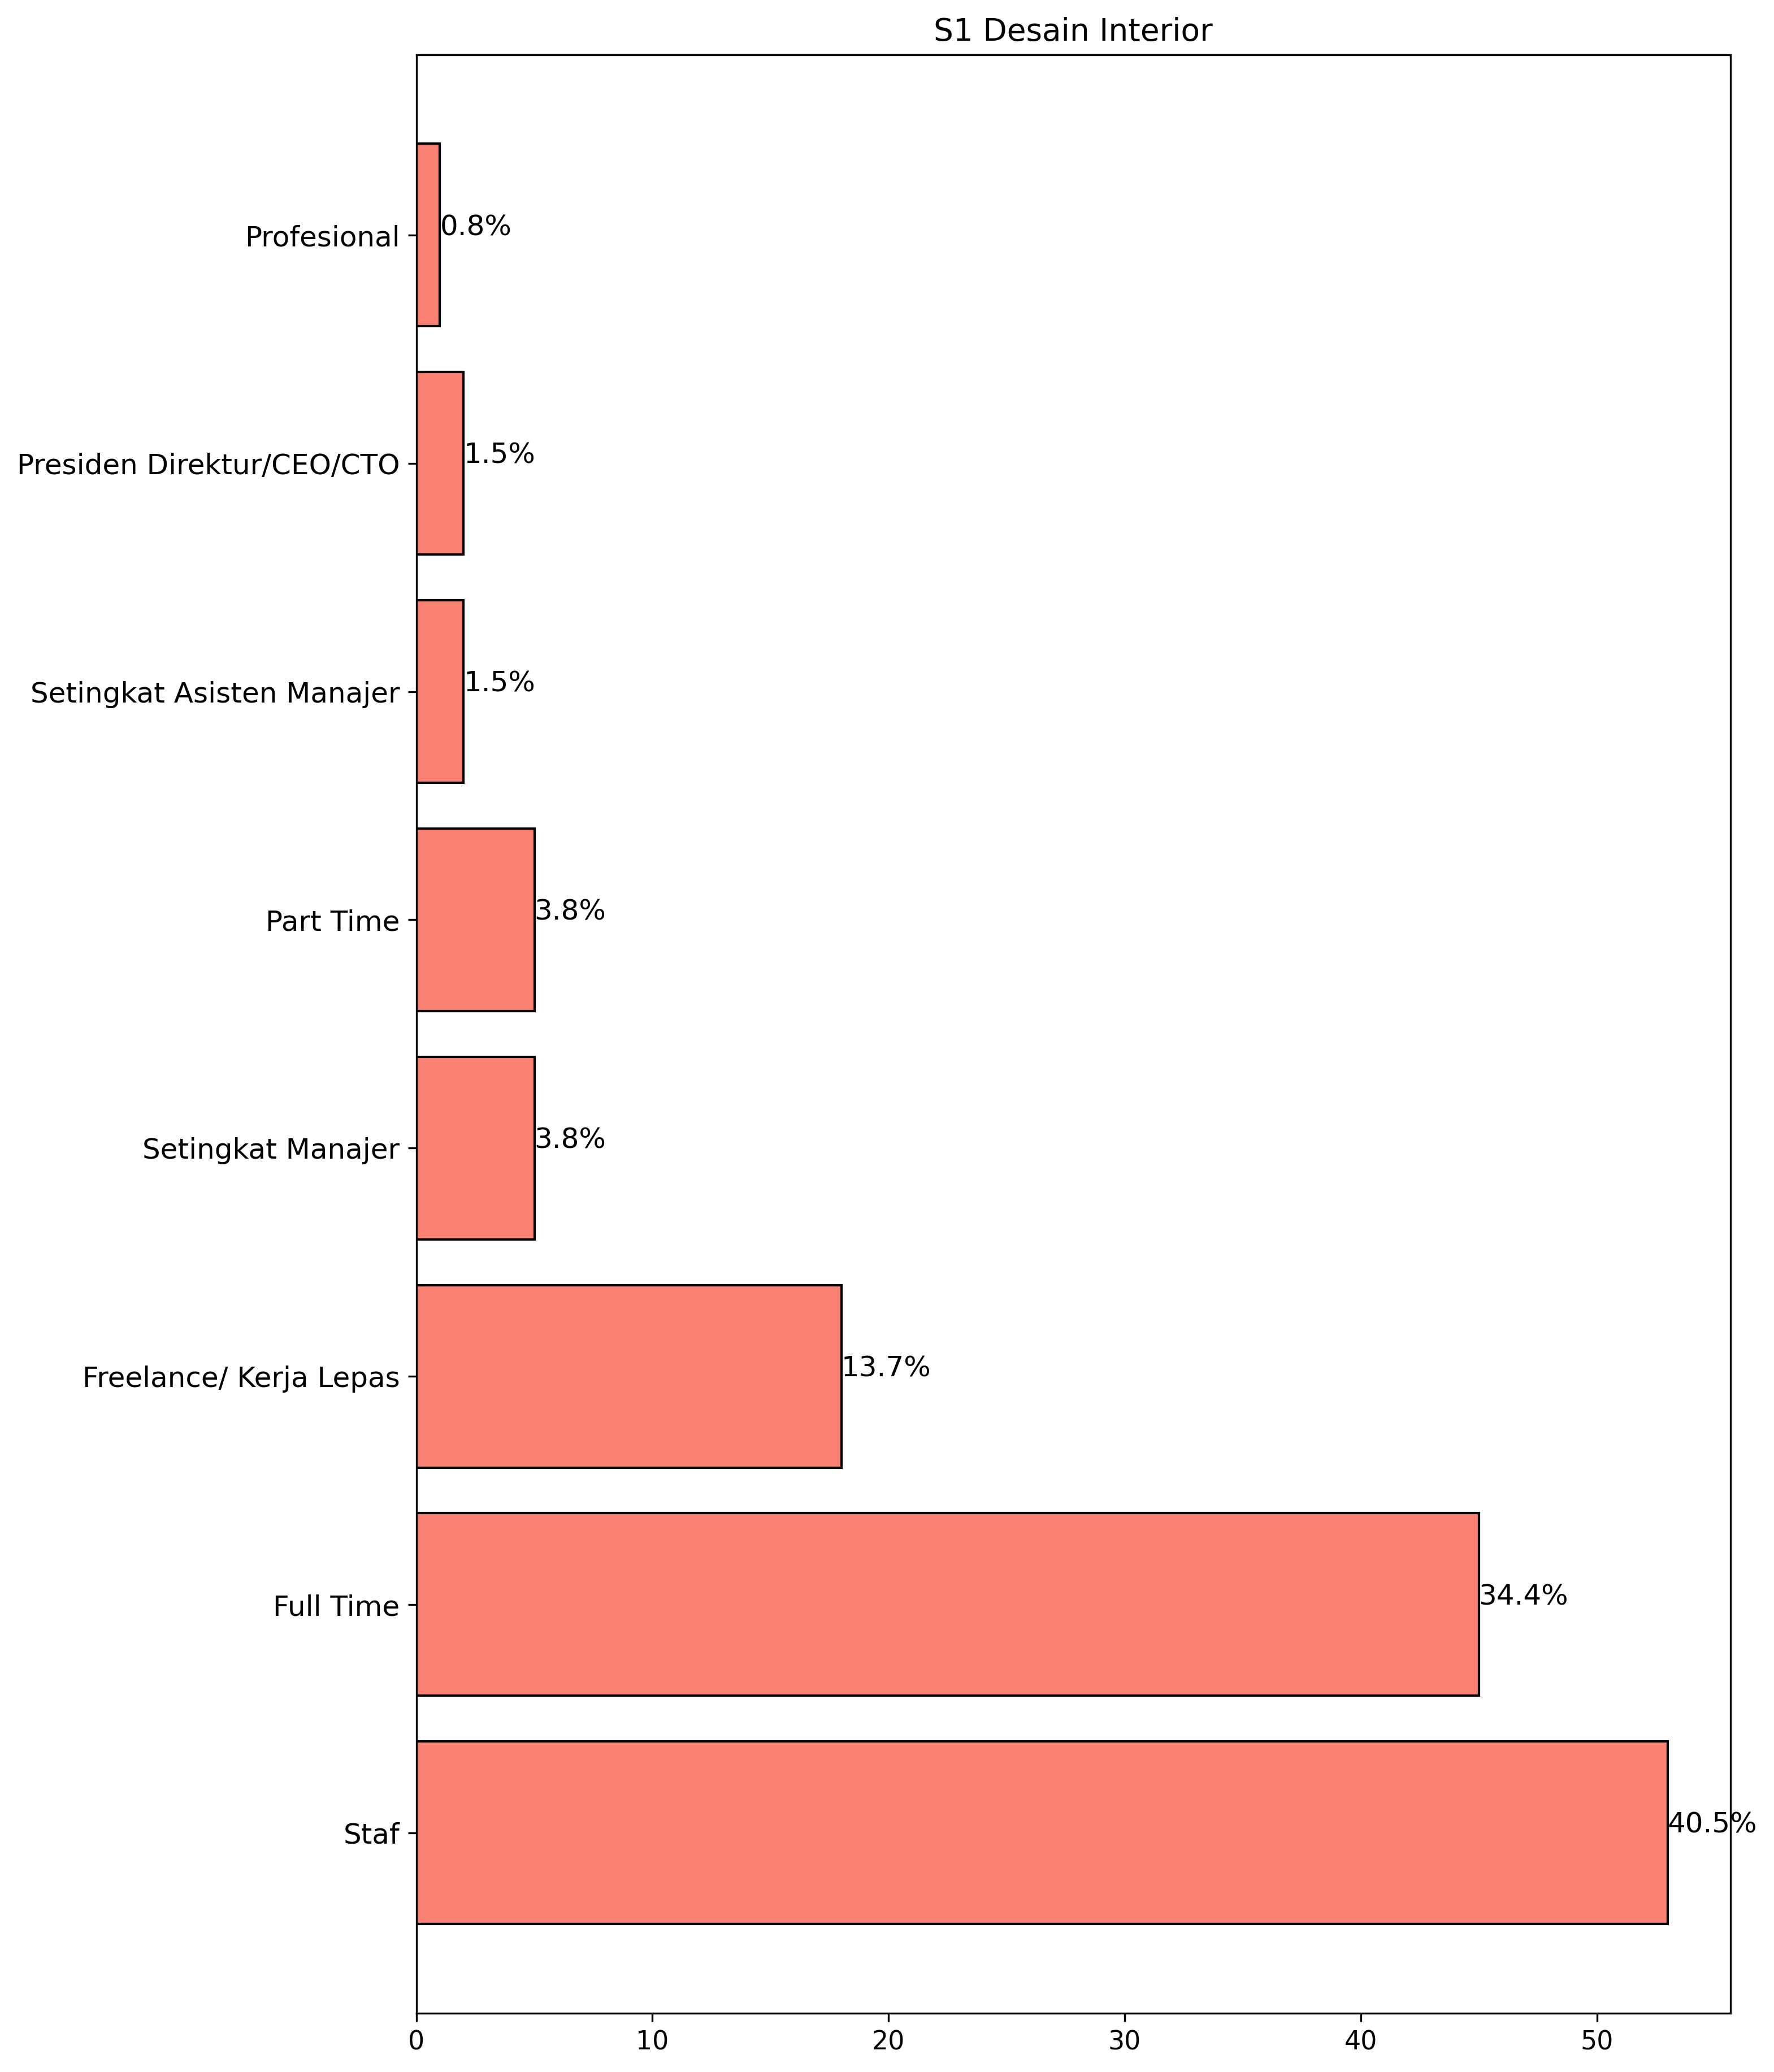 S1 Desain Interior
Profesional
0.8%
Presiden Direktur/CEO/CTO
1.5%
Setingkat Asisten Manajer
1.5%
Part Time
3.8%
Setingkat Manajer
3.8%
Freelance/ Kerja Lepas
13.7%
Full Time
34.4%
Staf
40.5%
0 10 20 30 40 50